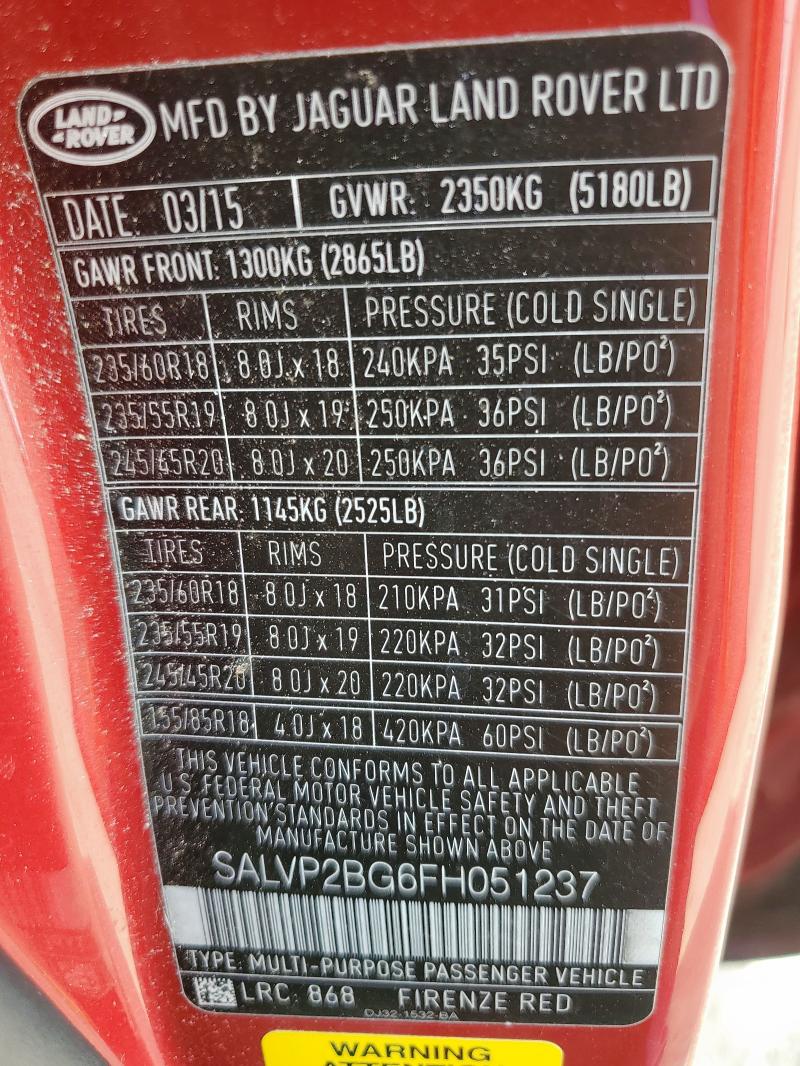 LAND ROVER MFD BY JAGUAR LAND ROVER LTD
DATE: 03/15 GVWR: 2350KG (5180LB)
GAWR FRONT: 1300KG (2865LB)
TIRES RIMS PRESSURE (COLD SINGLE)
235/60R18 8.0J x 18 240KPA 35PSI (LB/PO²)
235/55R19 8.0J x 19 250KPA 36PSI (LB/PO²)
245/45R20 8.0J x 20 250KPA 36PSI (LB/PO²)
GAWR REAR: 1145KG (2525LB)
TIRES RIMS PRESSURE (COLD SINGLE)
235/60R18 8.0J x 18 210KPA 31PSI (LB/PO²)
235/55R19 8.0J x 19 220KPA 32PSI (LB/PO²)
245/45R20 8.0J x 20 220KPA 32PSI (LB/PO²)
155/85R18 4.0J x 18 420KPA 60PSI (LB/PO²)
THIS VEHICLE CONFORMS TO ALL APPLICABLE
U.S. FEDERAL MOTOR VEHICLE SAFETY AND THEFT
PREVENTION STANDARDS IN EFFECT ON THE DATE OF
MANUFACTURE SHOWN ABOVE
SALVP2BG6FH051237
TYPE: MULTI-PURPOSE PASSENGER VEHICLE
LRC: 868 FIRENZE RED
DJ32-1532-BA
WARNING
ATTENTION